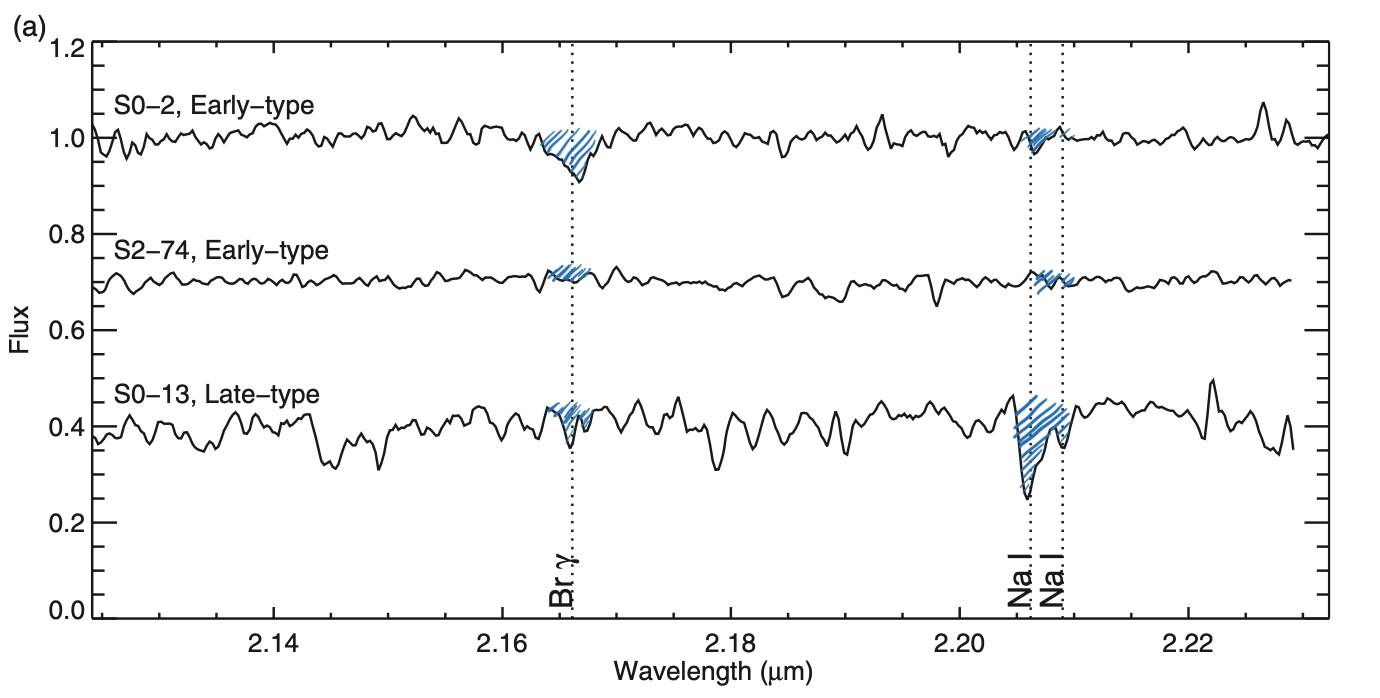 (a)
1.2
S0−2, Early−type
1.0
0.8
S2−74, Early−type
0.6
S0−13, Late−type
0.4
0.2
0.0
Flux
Br γ
Na I
Na I
2.14 2.16 2.18 2.20 2.22
Wavelength (μm)